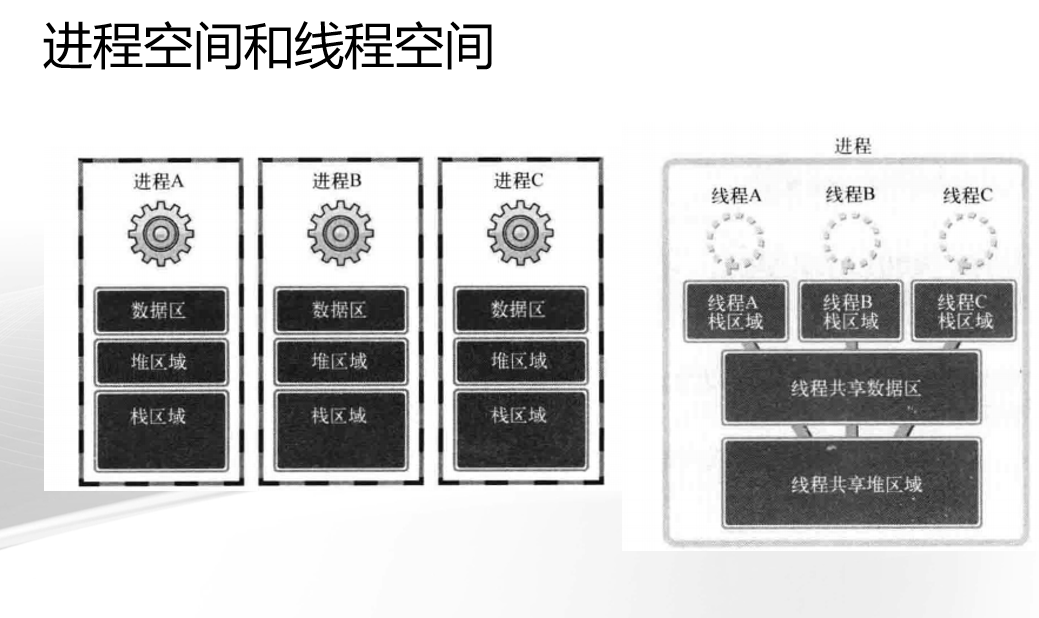 进程空间和线程空间
进程A
数据区
堆区域
栈区域
进程B
数据区
堆区域
栈区域
进程C
数据区
堆区域
栈区域
进程
线程A
线程B
线程C
线程A
栈区域
线程B
栈区域
线程C
栈区域
线程共享数据区
线程共享堆区域